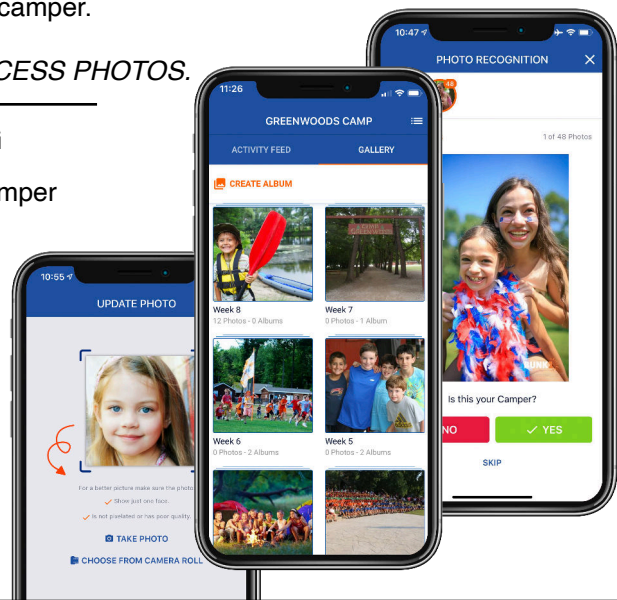 camper.
CESS PHOTOS.
mper
10:47
PHOTO RECOGNITION
48
1 of 48 Photos
Is this your Camper?
NO
YES
SKIP
11:26
GREENWOODS CAMP
ACTIVITY FEED
GALLERY
CREATE ALBUM
CAMP
GREENWOODS
Week 8
12 Photos - 0 Albums
Week 7
0 Photos - 1 Album
Week 6
0 Photos - 2 Albums
Week 5
0 Photos - 2 Albums
10:55
UPDATE PHOTO
For a better picture make sure the photo
Show just one face.
Is not pixelated or has poor quality.
TAKE PHOTO
CHOOSE FROM CAMERA ROLL